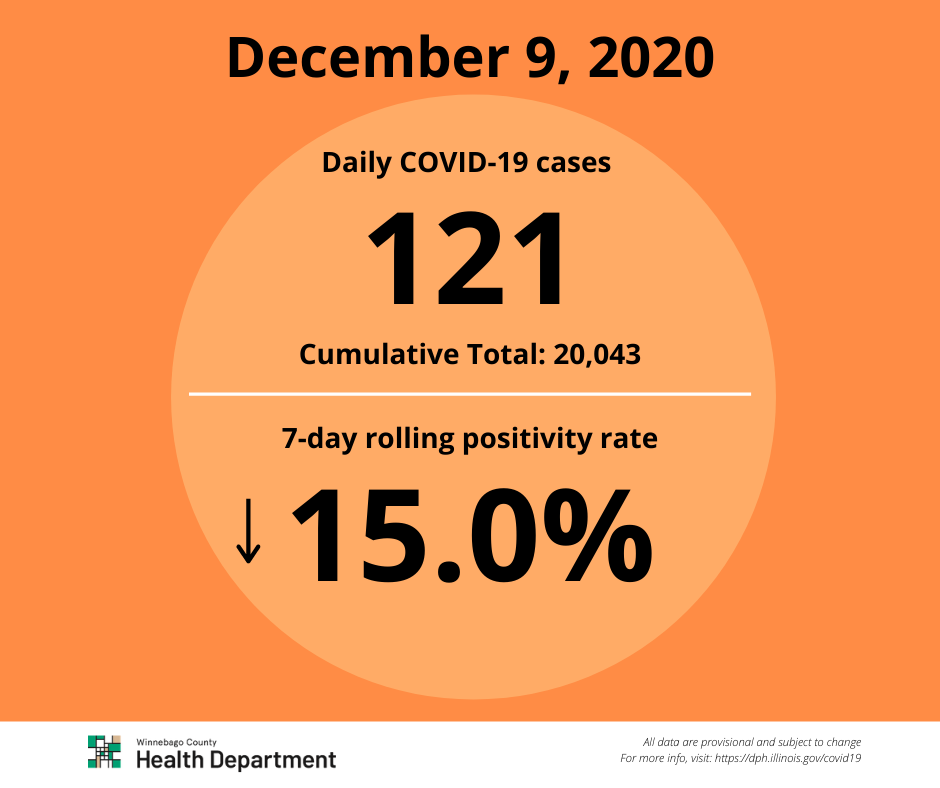 December 9, 2020
Daily COVID-19 cases
121
Cumulative Total: 20,043
7-day rolling positivity rate
↓ 15.0%
Winnebago County
Health Department
All data are provisional and subject to change
For more info, visit: https://dph.illinois.gov/covid19